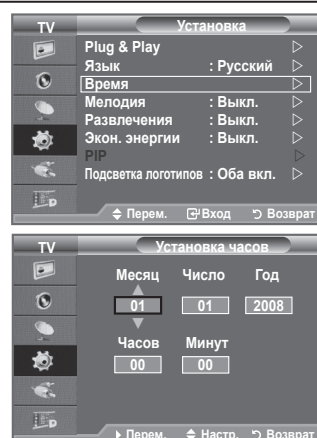 TV Установка
Plug & Play
Язык : Русский
Время
Мелодия : Выкл.
Развлечения : Выкл.
Экон. энергии : Выкл.
PIP
Подсветка логотипов : Оба вкл.
Перем. Вход Возврат
TV Установка часов
Месяц Число Год
01 01 2008
Часов Минут
00 00
Перем. Настр. Возврат